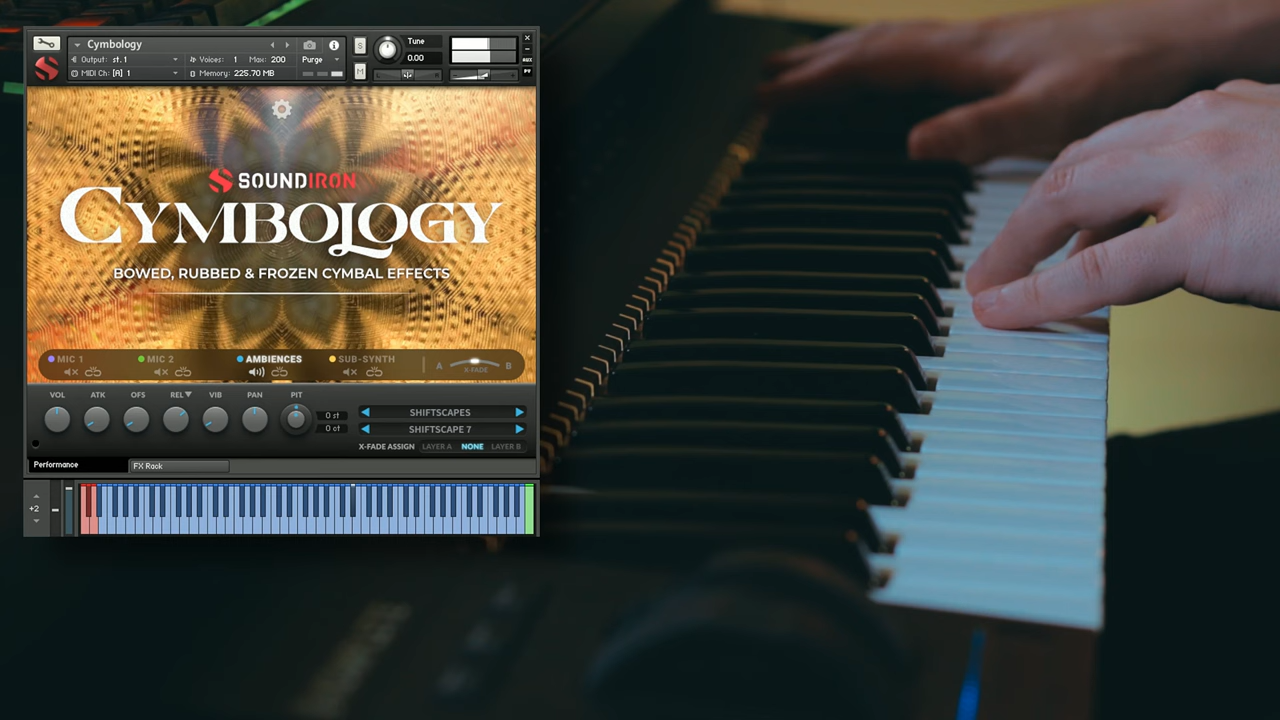 Cymbology
Output: st. 1
Voices: 1 Max: 200
Purge
MIDI Ch: [A] 1
Memory: 225.70 MB
S
M
Tune
0.00
AUX
PV
SOUNDIRON
CYMBOLOGY
BOWED, RUBBED & FROZEN CYMBAL EFFECTS
MIC 1
MIC 2
AMBIENCES
SUB-SYNTH
A
X-FADE
B
VOL
ATK
OFS
REL
VIB
PAN
PIT
0 st
0 ct
SHIFTSCAPES
SHIFTSCAPE 7
X-FADE ASSIGN
LAYER A
NONE
LAYER B
Performance
FX Rack
+2